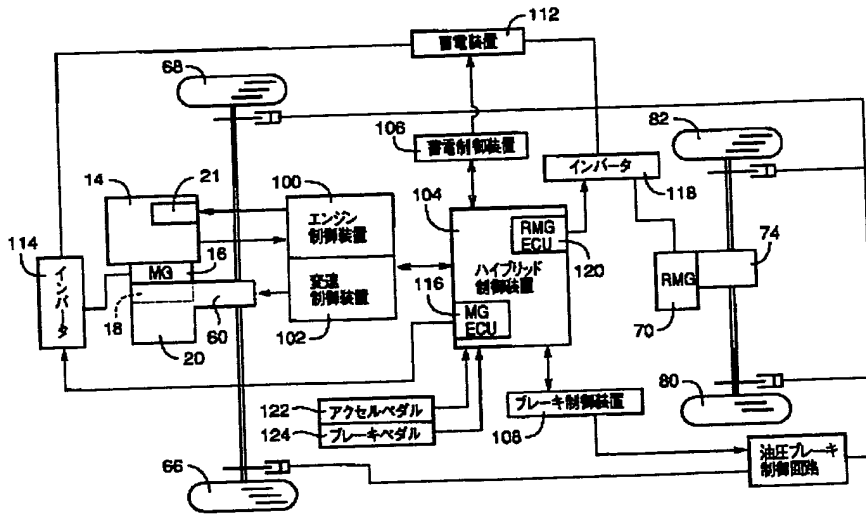 112
蓄電装置
68
106
蓄電制御装置
82
インバータ
118
14
21
100
エンジン
制御装置
104
RMG
ECU
120
ハイブリッド
制御装置
74
114
インバータ
MG
16
変速
制御装置
116
MG
ECU
RMG
18
60
102
70
20
122
アクセルペダル
124
ブレーキペダル
ブレーキ制御装置
108
80
油圧ブレーキ
制御回路
66